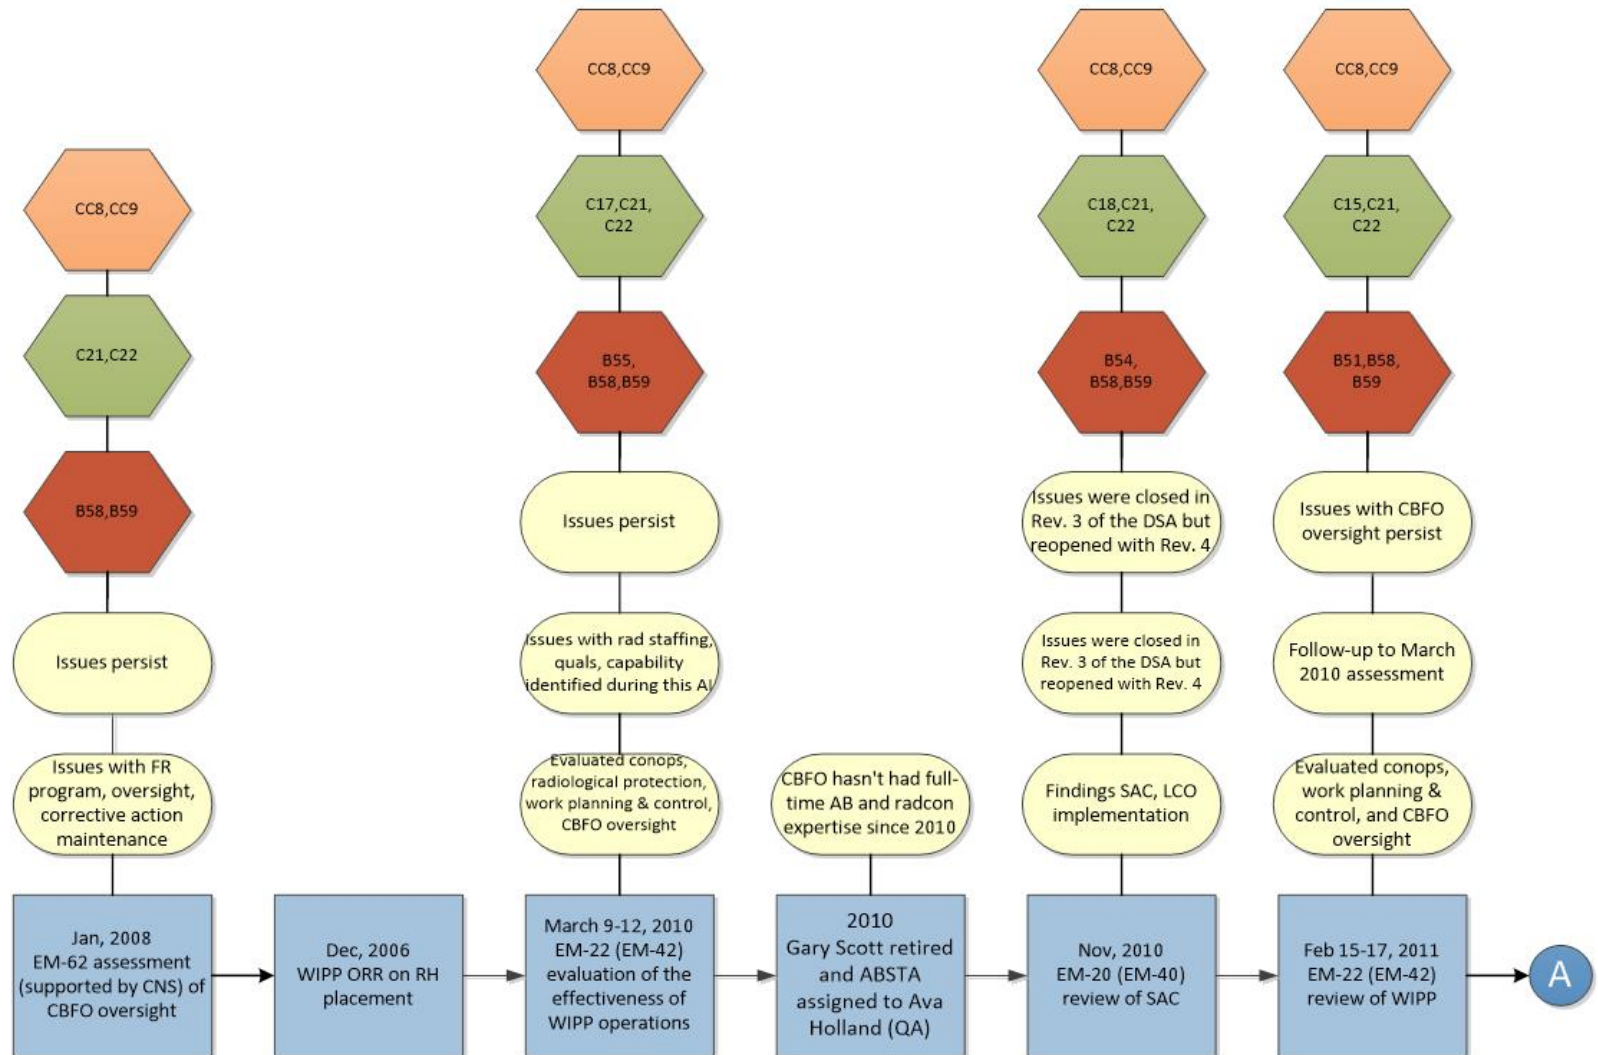 CC8,CC9
C21,C22
B58,B59
Issues persist
Issues with FR
program, oversight,
corrective action
maintenance
Jan, 2008
EM-62 assessment
(supported by CNS) of
CBFO oversight
Dec, 2006
WIPP ORR on RH
placement
CC8,CC9
C17,C21,
C22
B55,
B58,B59
Issues persist
Issues with rad staffing,
quals, capability
identified during this AI
Evaluated conops,
radiological protection,
work planning & control,
CBFO oversight
March 9-12, 2010
EM-22 (EM-42)
evaluation of the
effectiveness of
WIPP operations
CBFO hasn't had full-
time AB and radcon
expertise since 2010
2010
Gary Scott retired
and ABSTA
assigned to Ava
Holland (QA)
CC8,CC9
C18,C21,
C22
B54,
B58,B59
Issues were closed in
Rev. 3 of the DSA but
reopened with Rev. 4
Issues were closed in
Rev. 3 of the DSA but
reopened with Rev. 4
Findings SAC, LCO
implementation
Nov, 2010
EM-20 (EM-40)
review of SAC
CC8,CC9
C15,C21,
C22
B51,B58,
B59
Issues with CBFO
oversight persist
Follow-up to March
2010 assessment
Evaluated conops,
work planning &
control, and CBFO
oversight
Feb 15-17, 2011
EM-22 (EM-42)
review of WIPP
A